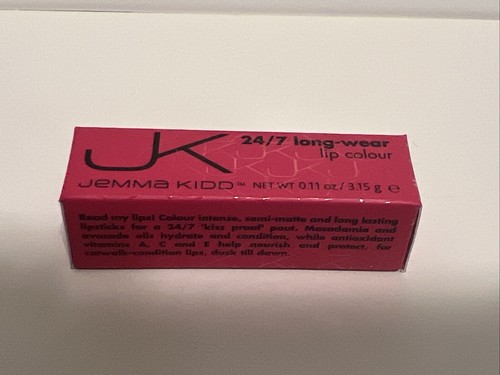 JK
24/7 long-wear
lip colour
Jemma Kidd™ NET WT 0.11 oz / 3.15 g ℮
Read my lips! Colour intense, semi-matte and long lasting
lipsticks for a 24/7 'kiss proof' pout. Macadamia and
avocado oils hydrate and condition, while antioxidant
vitamins A, C and E help nourish and protect, for
catwalk-condition lips, dusk till dawn.